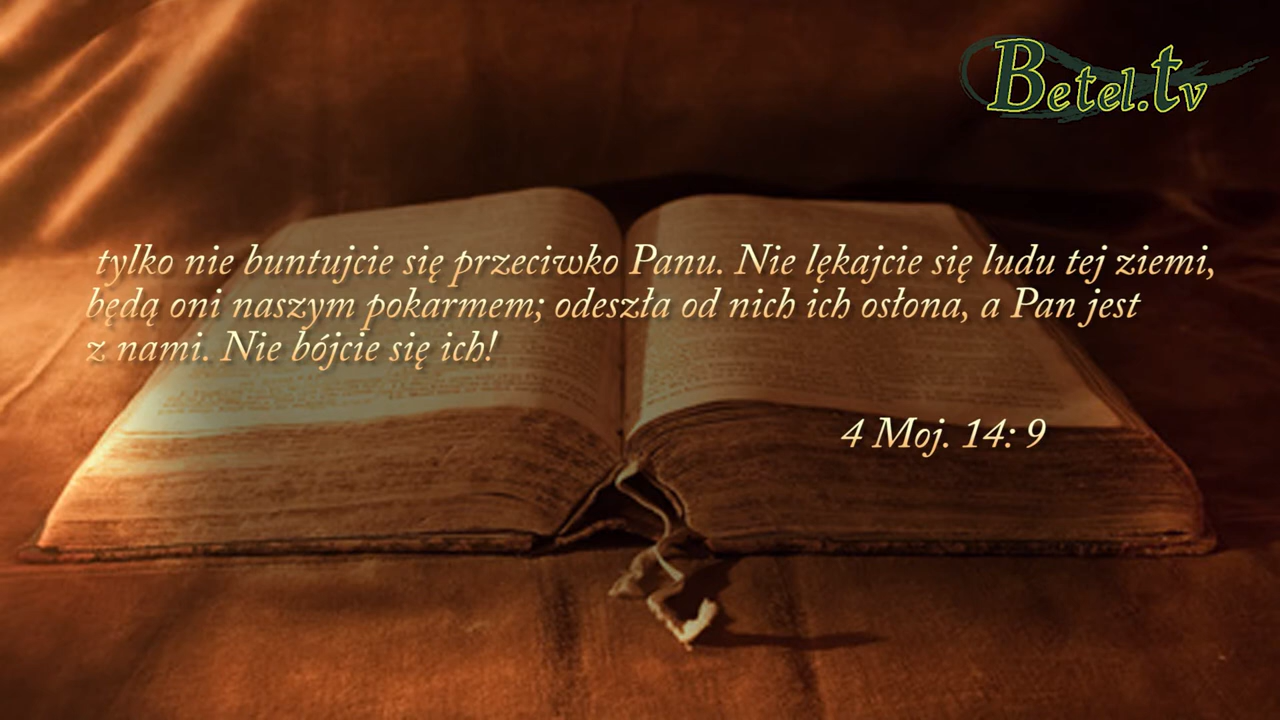 Betel.tv
tylko nie buntujcie się przeciwko Panu. Nie lękajcie się ludu tej ziemi,
będą oni naszym pokarmem; odeszła od nich ich osłona, a Pan jest
z nami. Nie bójcie się ich!
4 Moj. 14: 9